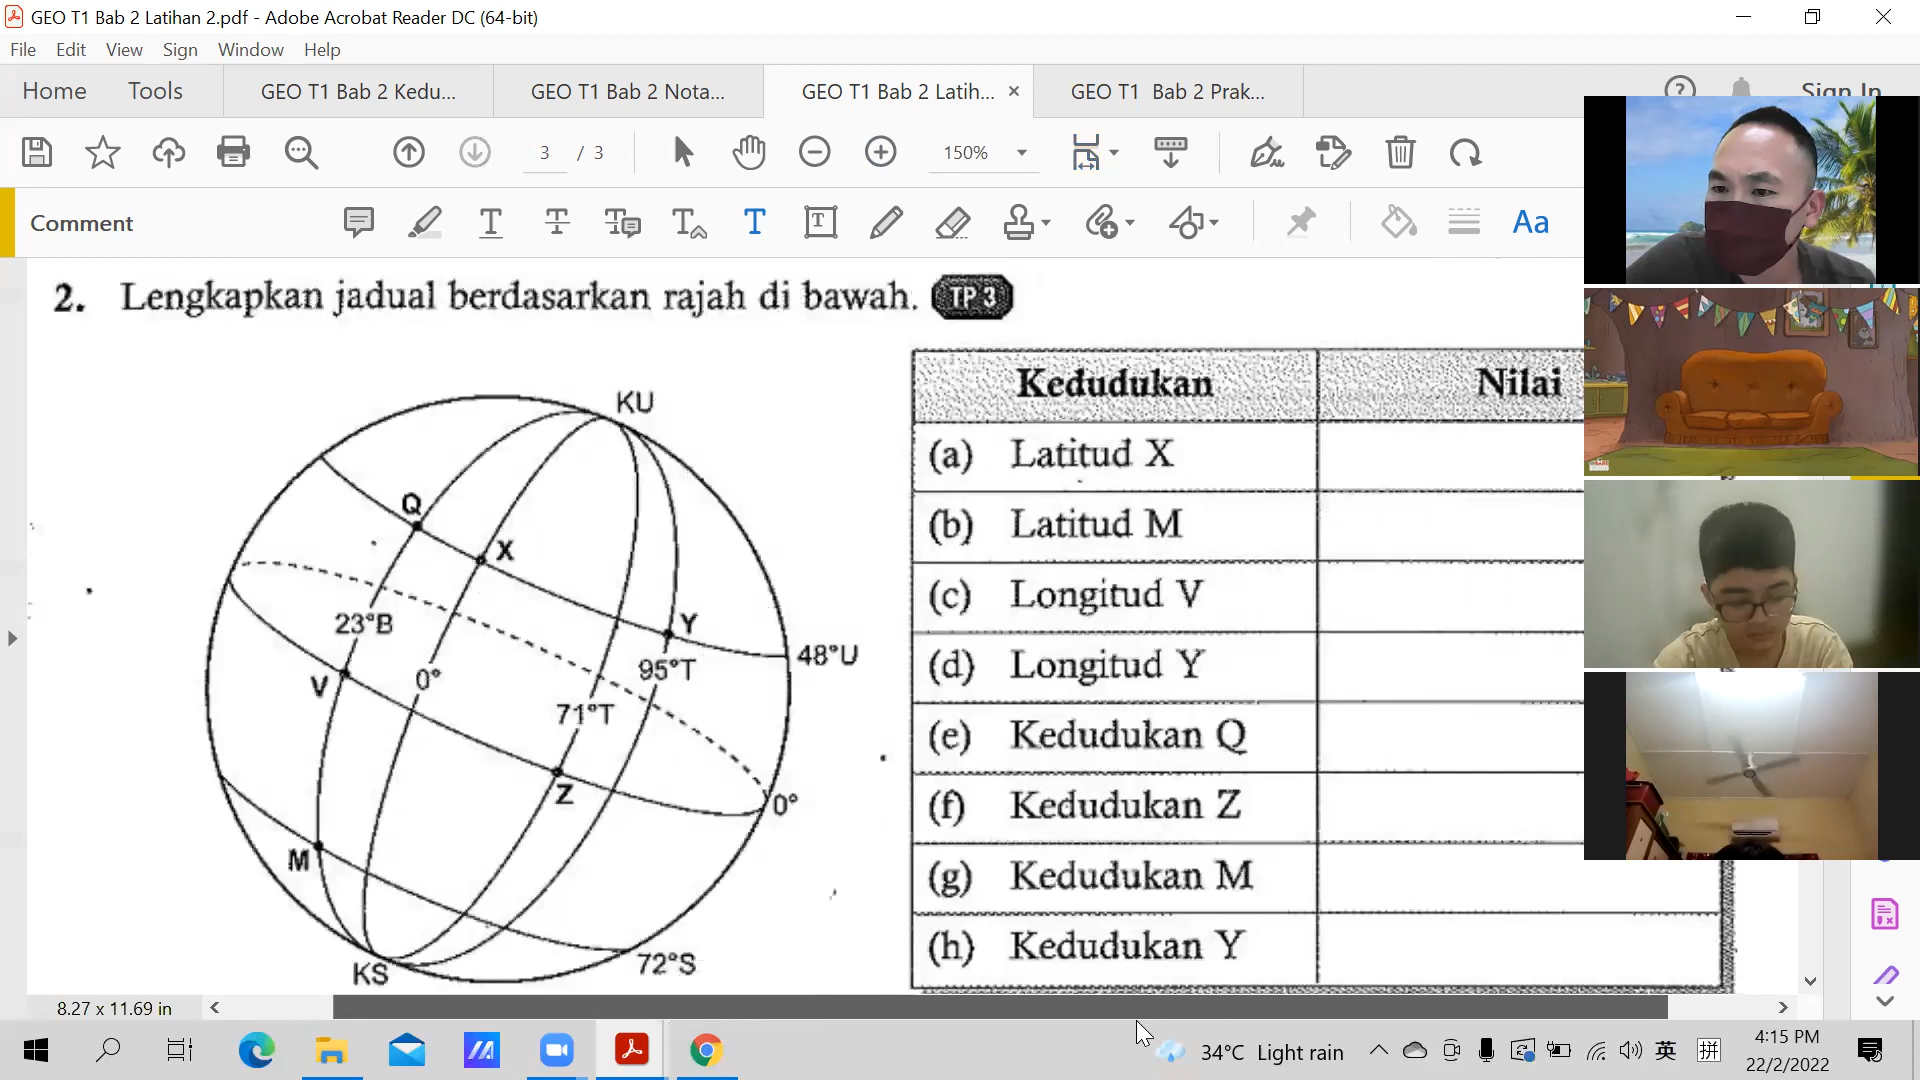 GEO T1 Bab 2 Latihan 2.pdf - Adobe Acrobat Reader DC (64-bit)
File Edit View Sign Window Help
Home Tools GEO T1 Bab 2 Kedu... GEO T1 Bab 2 Nota... GEO T1 Bab 2 Latih... × GEO T1 Bab 2 Prak... Sign In
3 / 3 150%
Comment T T T T T T Aa
2. Lengkapkan jadual berdasarkan rajah di bawah. TP 3
KU
Q
X
23°B
Y
48°U
V
0°
95°T
71°T
Z
0°
M
72°S
KS
Kedudukan Nilai
(a) Latitud X
(b) Latitud M
(c) Longitud V
(d) Longitud Y
(e) Kedudukan Q
(f) Kedudukan Z
(g) Kedudukan M
(h) Kedudukan Y
8.27 x 11.69 in
34°C Light rain 英 拼 4:15 PM
22/2/2022